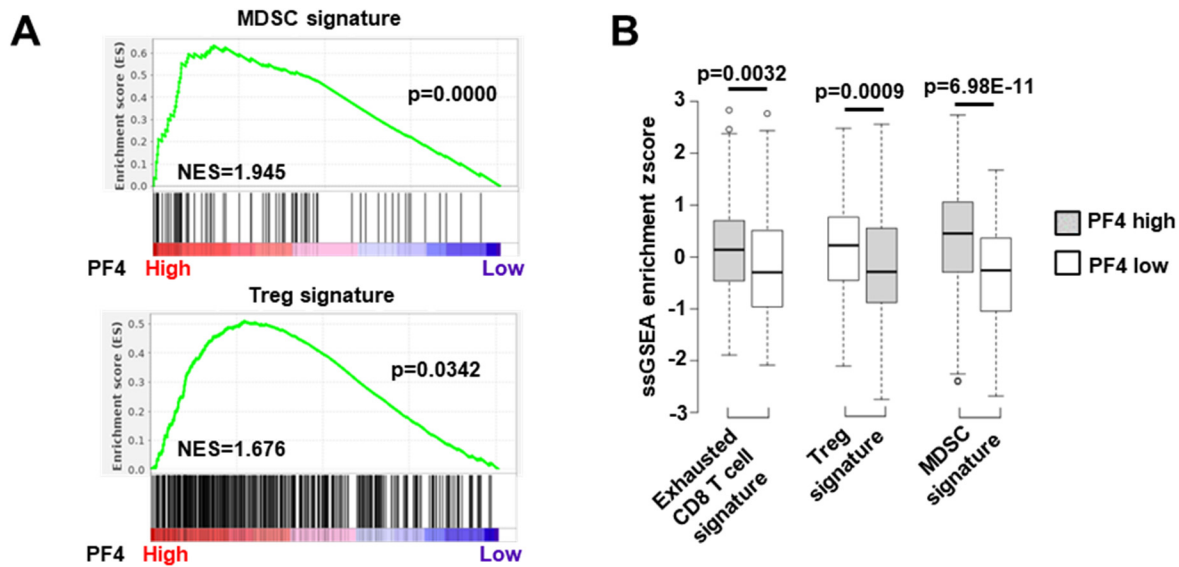 A
MDSC signature
Enrichment score (ES)
0.6
0.5
0.4
0.3
0.2
0.1
0.0
p=0.0000
NES=1.945
PF4 High Low
Treg signature
Enrichment score (ES)
0.5
0.4
0.3
0.2
0.1
0.0
p=0.0342
NES=1.676
PF4 High Low
B
ssGSEA enrichment zscore
3
2
1
0
-1
-2
-3
p=0.0032
p=0.0009
p=6.98E-11
Exhausted
CD8 T cell
signature
Treg
signature
MDSC
signature
PF4 high
PF4 low